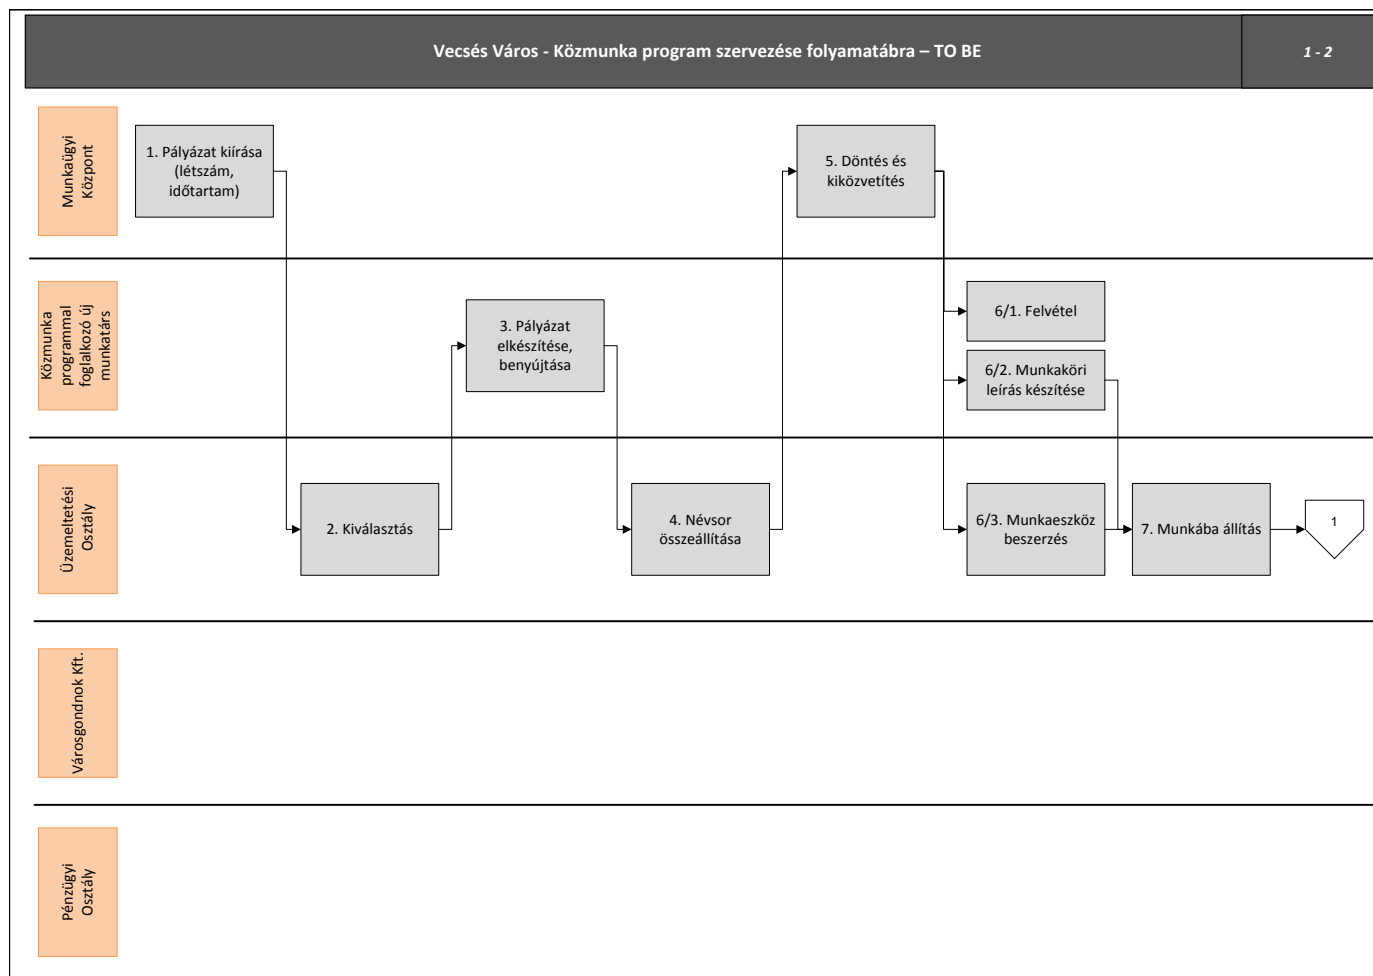 Vecsés Város - Közmunka program szervezése folyamatábra – TO BE
1 - 2
Munkaügyi
Központ
1. Pályázat kiírása
(létszám,
időtartam)
5. Döntés és
kiközvetítés
Közmunka
programmal
foglalkozó új
munkatárs
3. Pályázat
elkészítése,
benyújtása
6/1. Felvétel
6/2. Munkaköri
leírás készítése
Üzemeltetési
Osztály
2. Kiválasztás
4. Névsor
összeállítása
6/3. Munkaeszköz
beszerzés
7. Munkába állítás
1
Városgondnok Kft.
Pénzügyi
Osztály